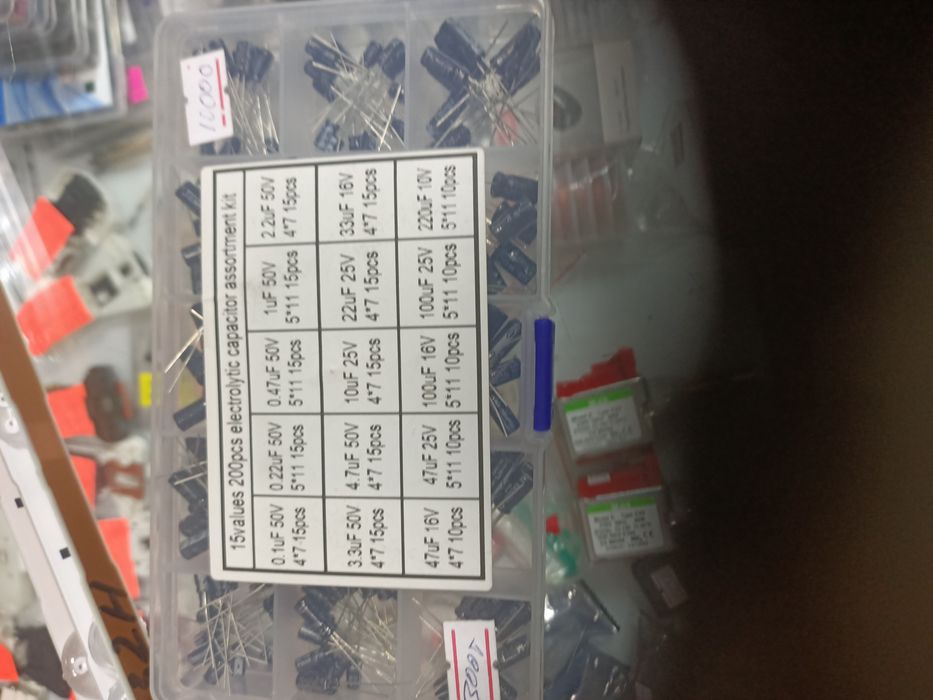 15values 200pcs electrolytic capacitor assortment kit
0.1uF 50V 0.22uF 50V 0.47uF 50V 1uF 50V 2.2uF 50V
4*7 15pcs 5*11 15pcs 5*11 15pcs 5*11 15pcs 4*7 15pcs
3.3uF 50V 4.7uF 50V 10uF 25V 22uF 25V 33uF 16V
4*7 15pcs 4*7 15pcs 4*7 15pcs 4*7 15pcs 4*7 15pcs
47uF 16V 47uF 25V 100uF 16V 100uF 25V 220uF 10V
4*7 10pcs 5*11 10pcs 5*11 10pcs 5*11 10pcs 5*11 10pcs